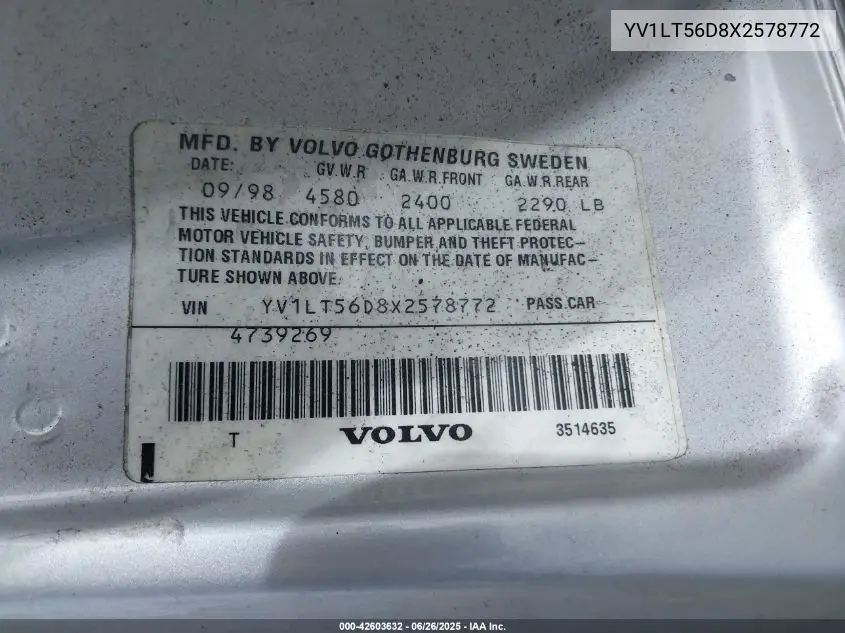 YV1LT56D8X2578772
MFD. BY VOLVO GOTHENBURG SWEDEN
DATE: GV.W.R GA.W.R.FRONT GA.W.R.REAR
09/98 4580 2400 2290 LB
THIS VEHICLE CONFORMS TO ALL APPLICABLE FEDERAL
MOTOR VEHICLE SAFETY, BUMPER AND THEFT PROTEC-
TION STANDARDS IN EFFECT ON THE DATE OF MANUFAC-
TURE SHOWN ABOVE.
VIN YV1LT56D8X2578772 PASS.CAR
4739269
T VOLVO 3514635
000-42603632 - 06/26/2025 - IAA Inc.